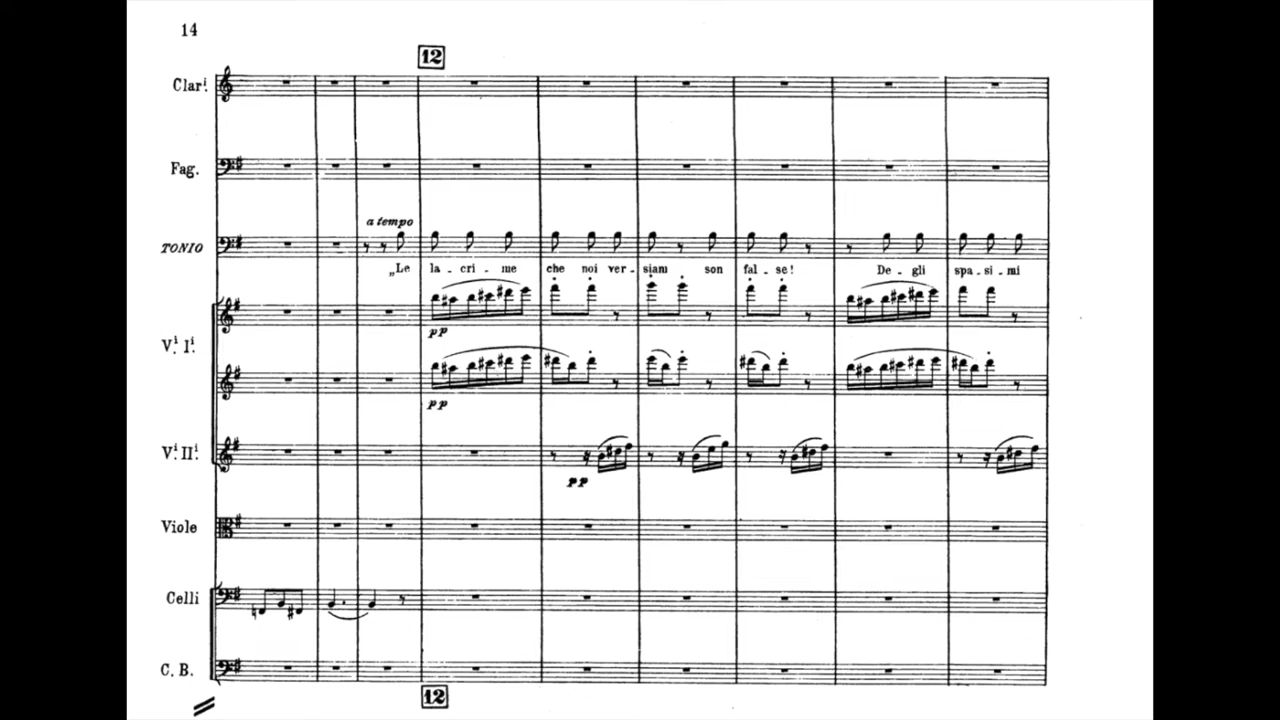 14
12
Clar.i
Fag.
a tempo
TONIO
„Le la - cri - me che noi ver - siam son fal - se! De - gli spa - si - mi
pp
V.i I.i
pp
V.i II.i
pp
Viole
Celli
C. B.
12